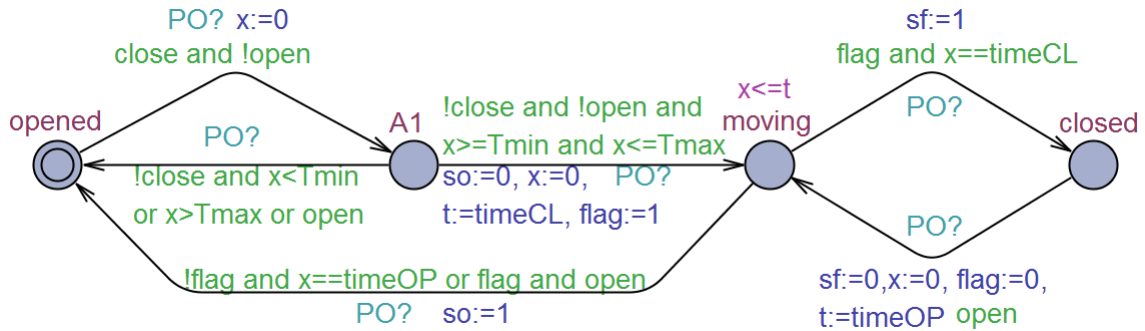 PO? x:=0
close and !open
sf:=1
flag and x==timeCL
PO?
opened
PO?
A1
!close and !open and
x>=Tmin and x<=Tmax
x<=t
moving
closed
!close and x<Tmin
or x>Tmax or open
so:=0, x:=0, PO?
t:=timeCL, flag:=1
PO?
!flag and x==timeOP or flag and open
PO? so:=1
sf:=0,x:=0, flag:=0,
t:=timeOP open